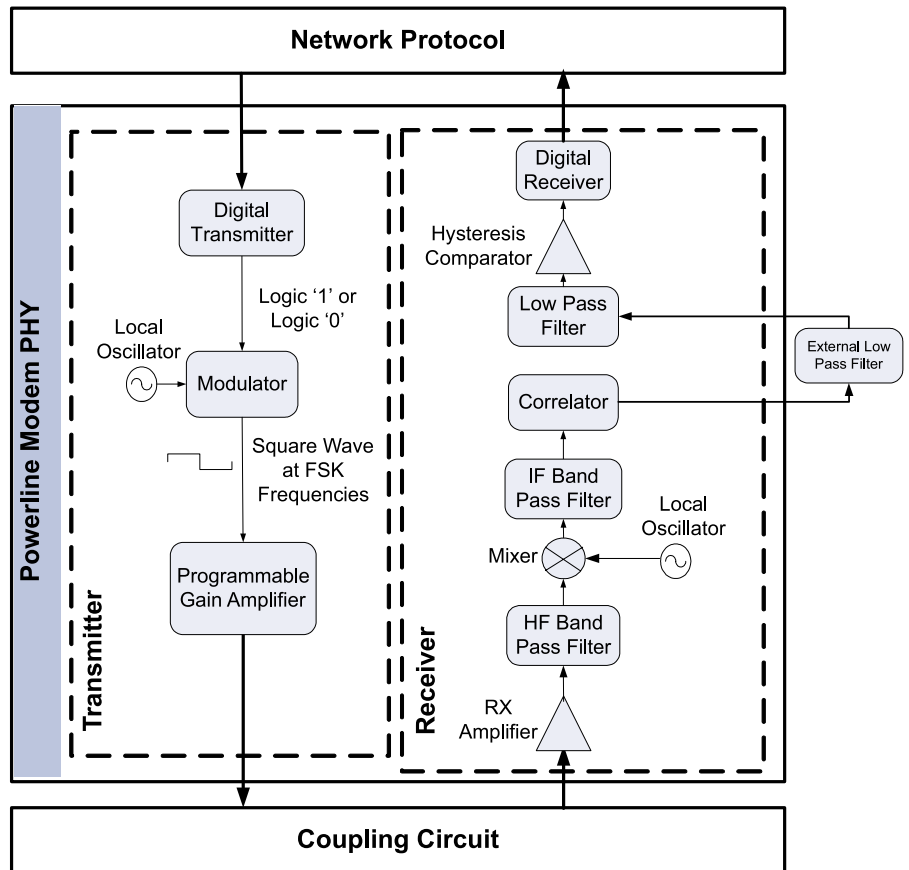 Network Protocol
Powerline Modem PHY
Transmitter
Digital
Transmitter
Logic ‘1’ or
Logic ‘0’
Local
Oscillator
Modulator
Square Wave
at FSK
Frequencies
Programmable
Gain Amplifier
Receiver
Digital
Receiver
Hysteresis
Comparator
Low Pass
Filter
External Low
Pass Filter
Correlator
IF Band
Pass Filter
Local
Oscillator
Mixer
HF Band
Pass Filter
RX
Amplifier
Coupling Circuit